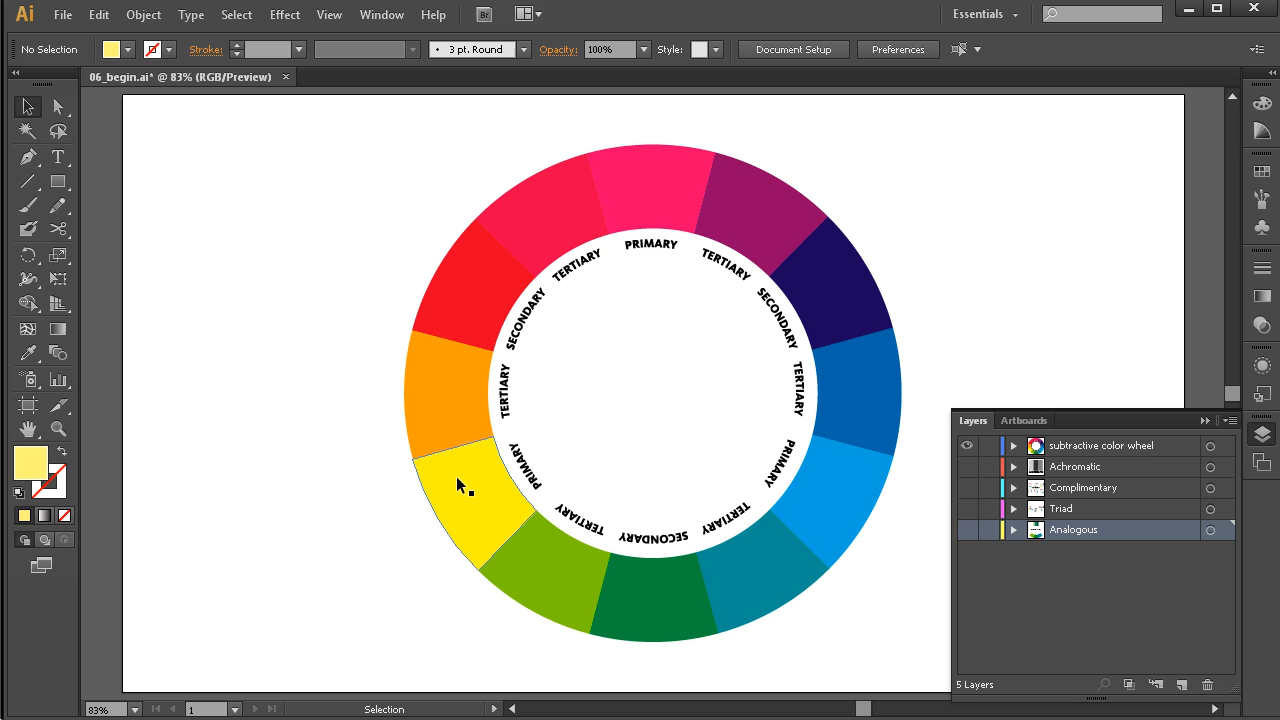 Ai File Edit Object Type Select Effect View Window Help Br Essentials
No Selection Stroke: 3 pt. Round Opacity: 100% Style: Document Setup Preferences
06_begin.ai* @ 83% (RGB/Preview) ×
PRIMARY
TERTIARY
SECONDARY
TERTIARY
PRIMARY
TERTIARY
SECONDARY
TERTIARY
PRIMARY
TERTIARY
SECONDARY
TERTIARY
Layers Artboards
subtractive color wheel
Achromatic
Complimentary
Triad
Analogous
5 Layers
83% 1 Selection